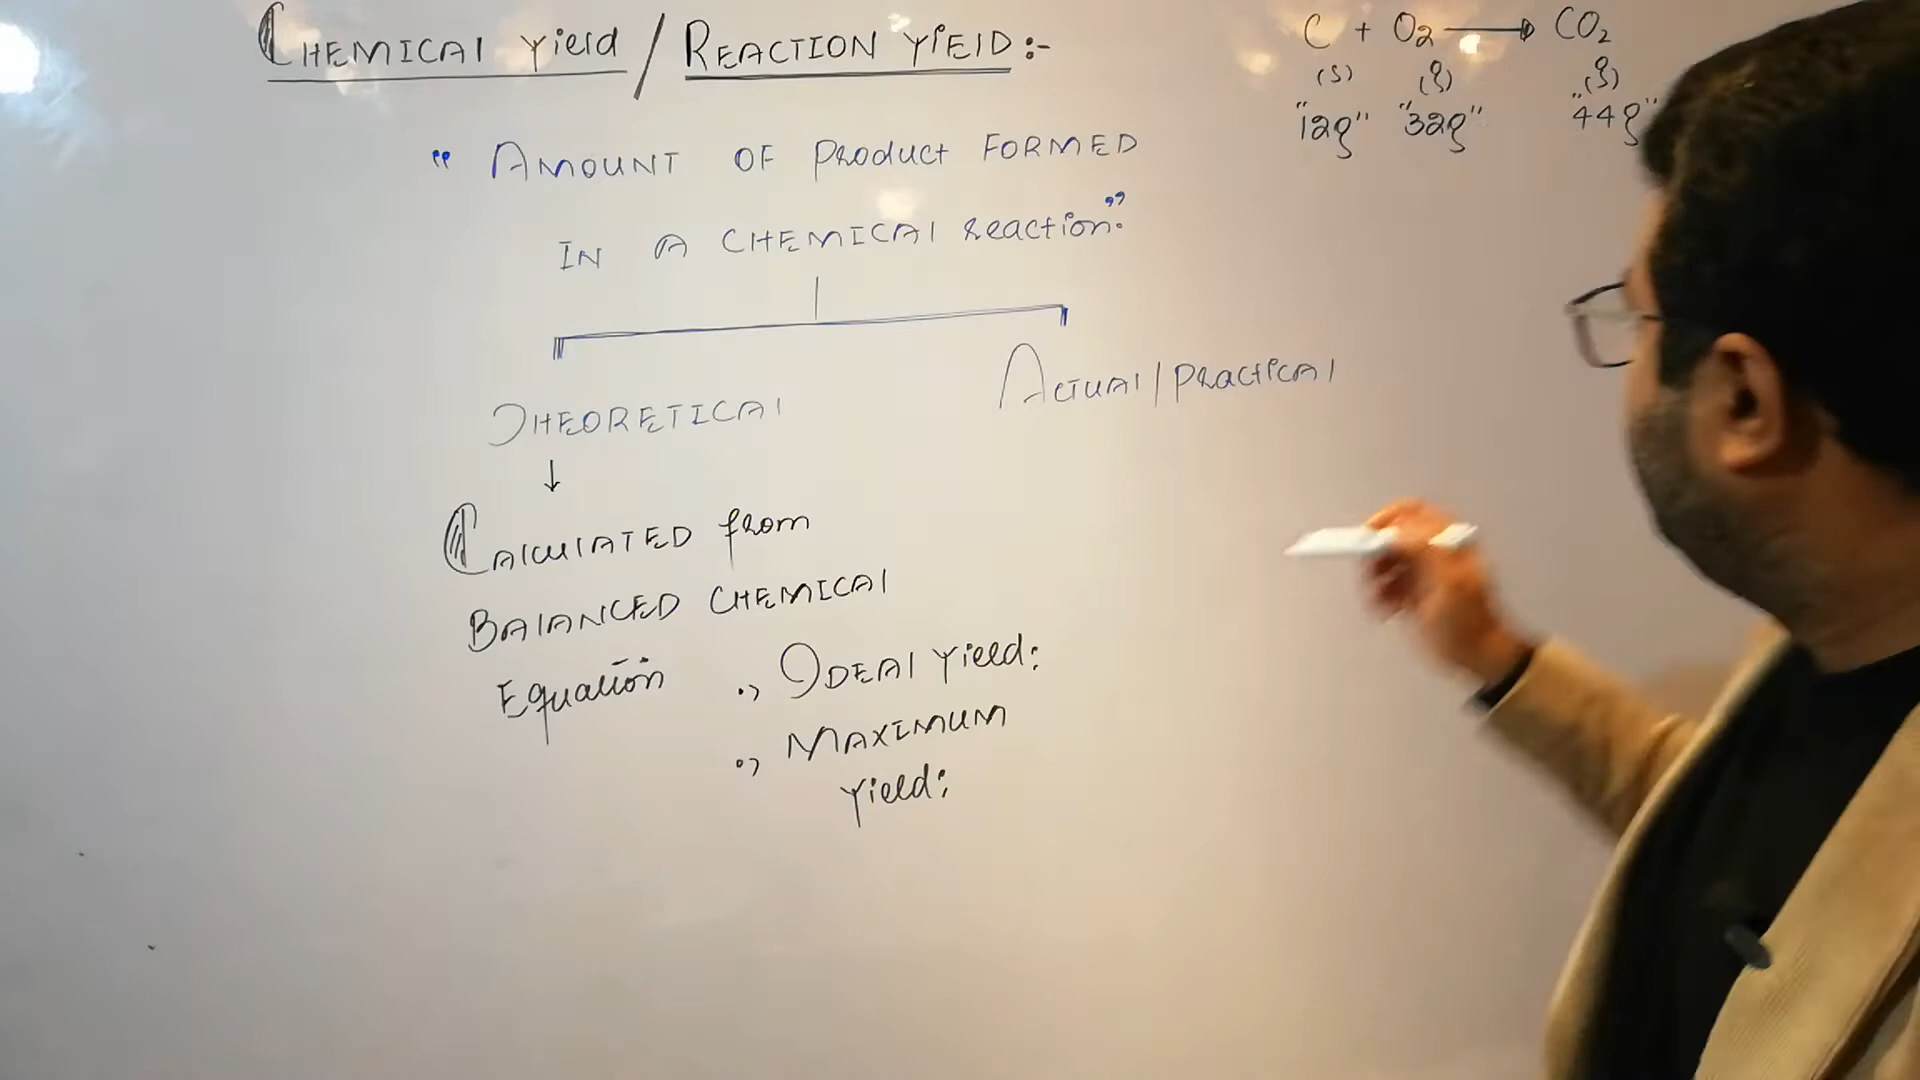 CHEMICAL YIELD / REACTION YIELD:-
C + O2 → CO2
(s) (g) (g)
"12g" "32g" "44g"
" AMOUNT OF PRODUCT FORMED
IN A CHEMICAL REACTION."
THEORETICAL
ACTUAL/PRACTICAL
CALCULATED from
BALANCED CHEMICAL
Equation
., IDEAL Yield:
., MAXIMUM
Yield: